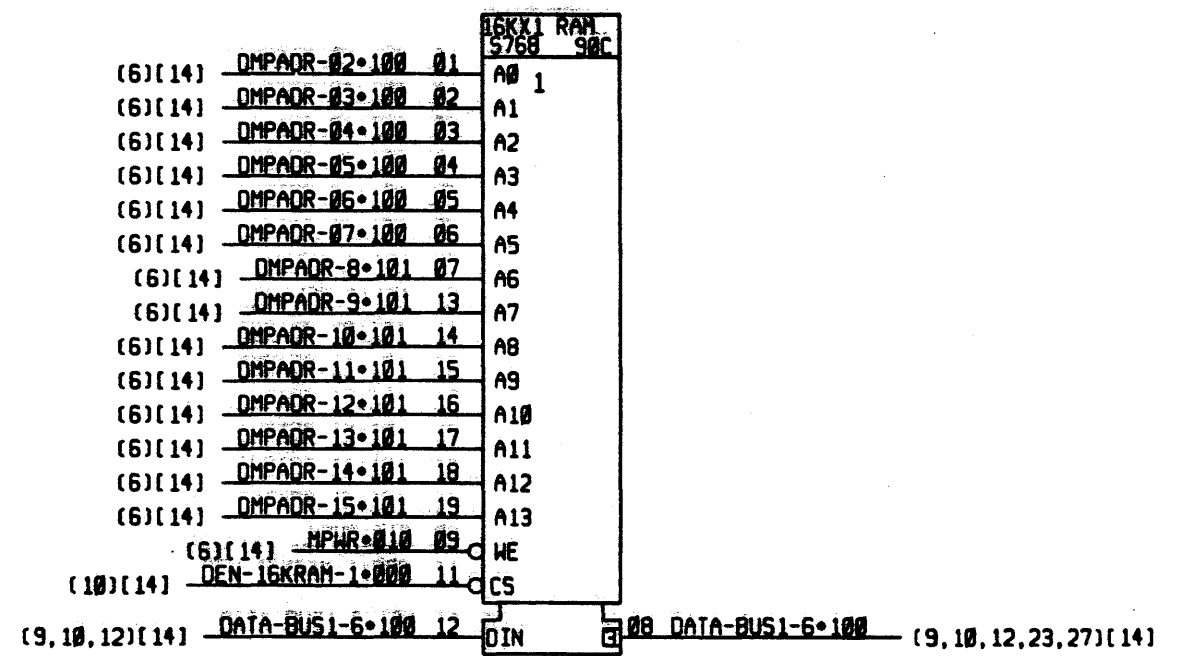 16KX1 RAM
S768 90C
1
(6)[14] DMPADR-02•100 01 A0
(6)[14] DMPADR-03•100 02 A1
(6)[14] DMPADR-04•100 03 A2
(6)[14] DMPADR-05•100 04 A3
(6)[14] DMPADR-06•100 05 A4
(6)[14] DMPADR-07•100 06 A5
(6)[14] DMPADR-8•101 07 A6
(6)[14] DMPADR-9•101 13 A7
(6)[14] DMPADR-10•101 14 A8
(6)[14] DMPADR-11•101 15 A9
(6)[14] DMPADR-12•101 16 A10
(6)[14] DMPADR-13•101 17 A11
(6)[14] DMPADR-14•101 18 A12
(6)[14] DMPADR-15•101 19 A13
(6)[14] MPWR•010 09 WE
(10)[14] DEN-16KRAM-1•000 11 CS
(9,10,12)[14] DATA-BUS1-6•100 12 DIN 3 08 DATA-BUS1-6•100 (9,10,12,23,27)[14]